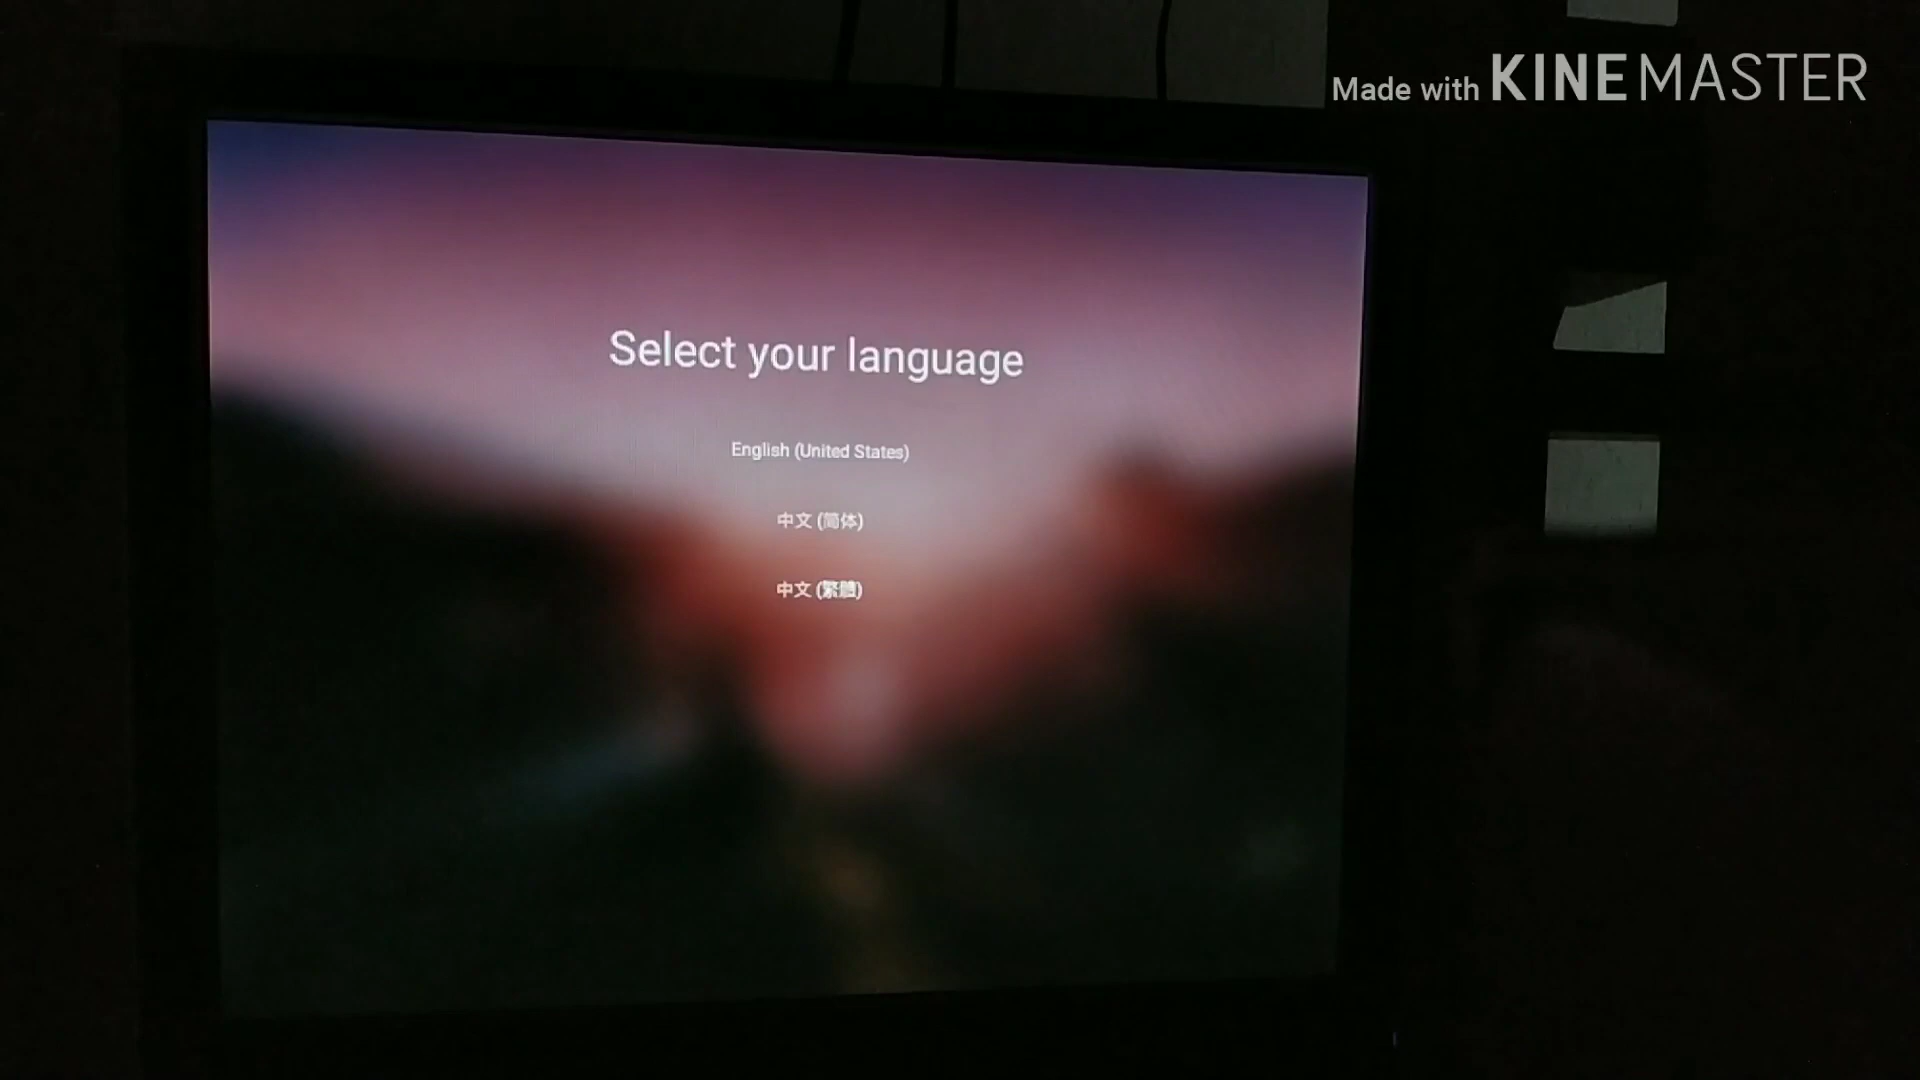 Made with KINEMASTER
Select your language
English (United States)
中文 (简体)
中文 (繁體)